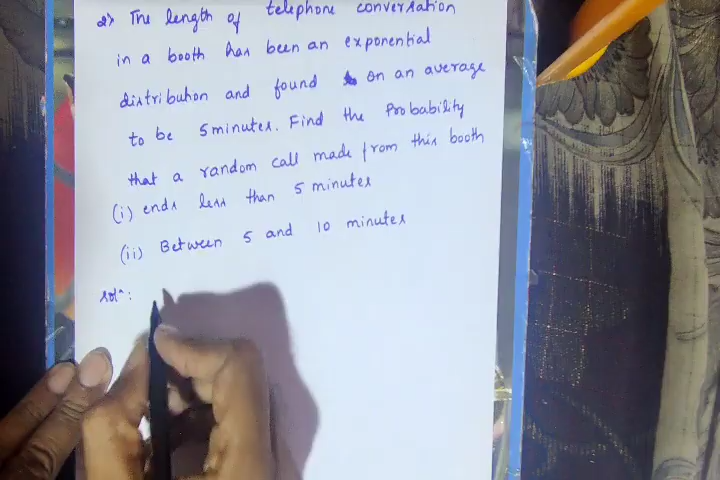 2) The length of telephone conversation
in a booth has been an exponential
distribution and found on an average
to be 5 minutes. Find the Probability
that a random call made from this booth
(i) ends less than 5 minutes
(ii) Between 5 and 10 minutes
solⁿ: